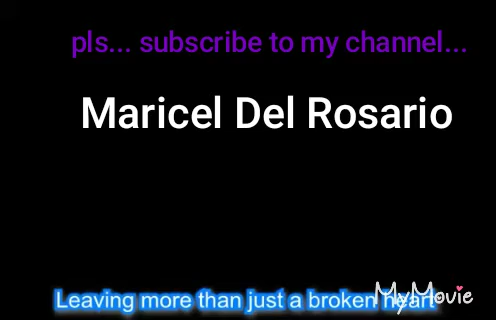 pls... subscribe to my channel...
Maricel Del Rosario
Leaving more than just a broken heart
MyMovie